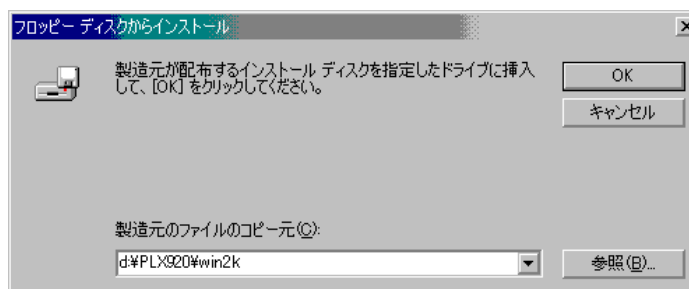 フロッピー ディスクからインストール
製造元が配布するインストール ディスクを指定したドライブに挿入
して、[OK] をクリックしてください。
OK
キャンセル
製造元のファイルのコピー元(C):
d:¥PLX920¥win2k
参照(B)...